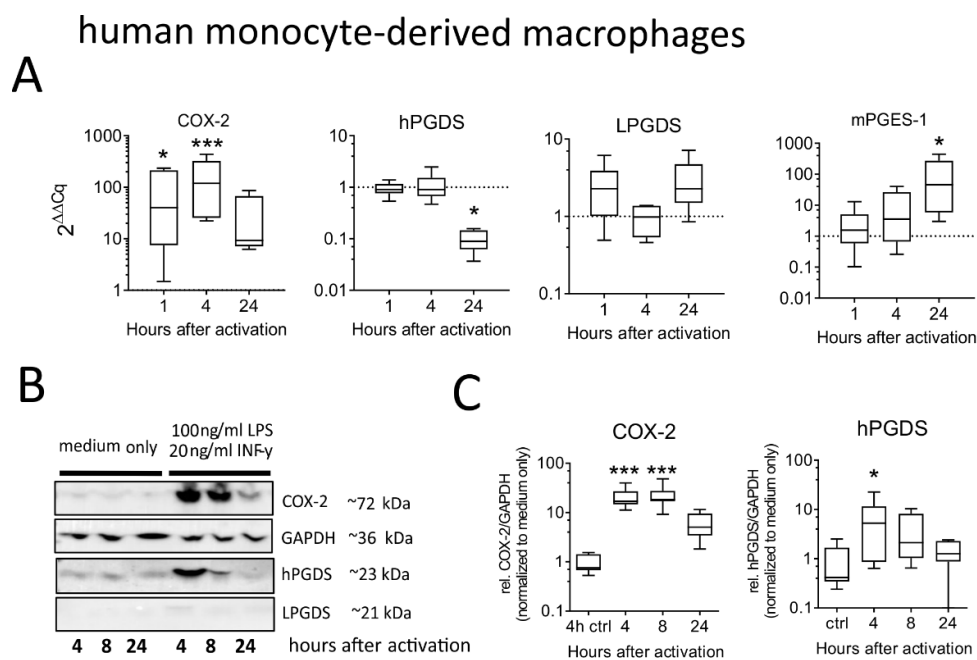 human monocyte-derived macrophages
A
COX-2
2^ΔΔCq
1000
100
10
1
*
***
1 4 24
Hours after activation
hPGDS
10
1
0.1
0.01
*
1 4 24
Hours after activation
LPGDS
10
1
0.1
1 4 24
Hours after activation
mPGES-1
1000
100
10
1
0.1
0.01
*
1 4 24
Hours after activation
B
medium only
100ng/ml LPS
20ng/ml INF-γ
COX-2 ~72 kDa
GAPDH ~36 kDa
hPGDS ~23 kDa
LPGDS ~21 kDa
4 8 24 4 8 24 hours after activation
C
COX-2
rel. COX-2/GAPDH
(normalized to medium only)
100
10
1
0.1
*** ***
4h ctrl 4 8 24
Hours after activation
hPGDS
rel. hPGDS/GAPDH
(normalized to medium only)
100
10
1
0.1
*
ctrl 4 8 24
Hours after activation